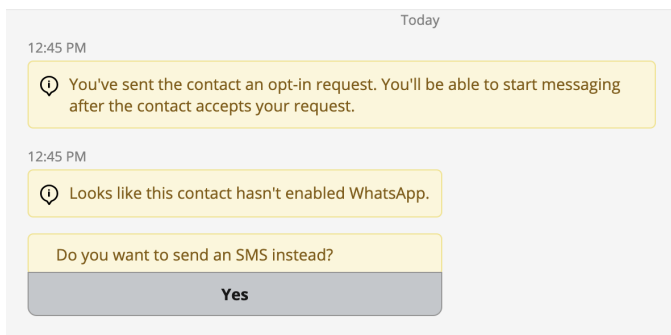 Today
12:45 PM
You've sent the contact an opt-in request. You'll be able to start messaging
after the contact accepts your request.
12:45 PM
Looks like this contact hasn't enabled WhatsApp.
Do you want to send an SMS instead?
Yes